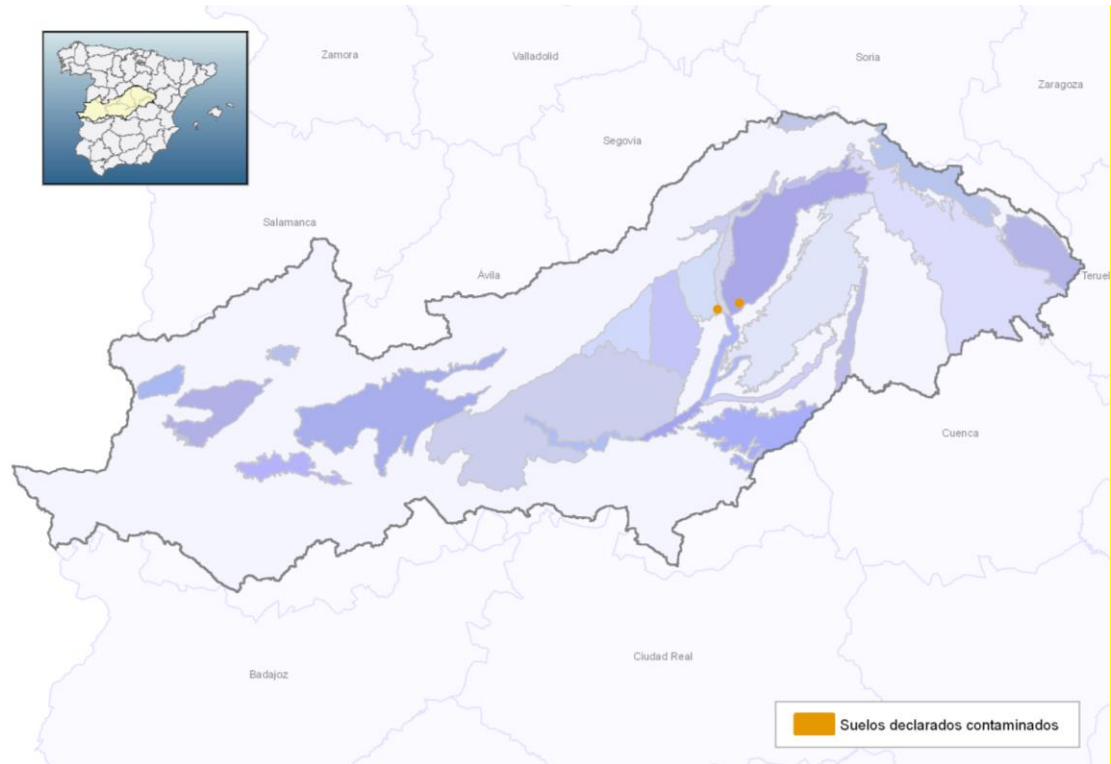 Zamora
Valladolid
Soria
Zaragoza
Segovia
Salamanca
Ávila
Teruel
Cuenca
Ciudad Real
Badajoz
Suelos declarados contaminados